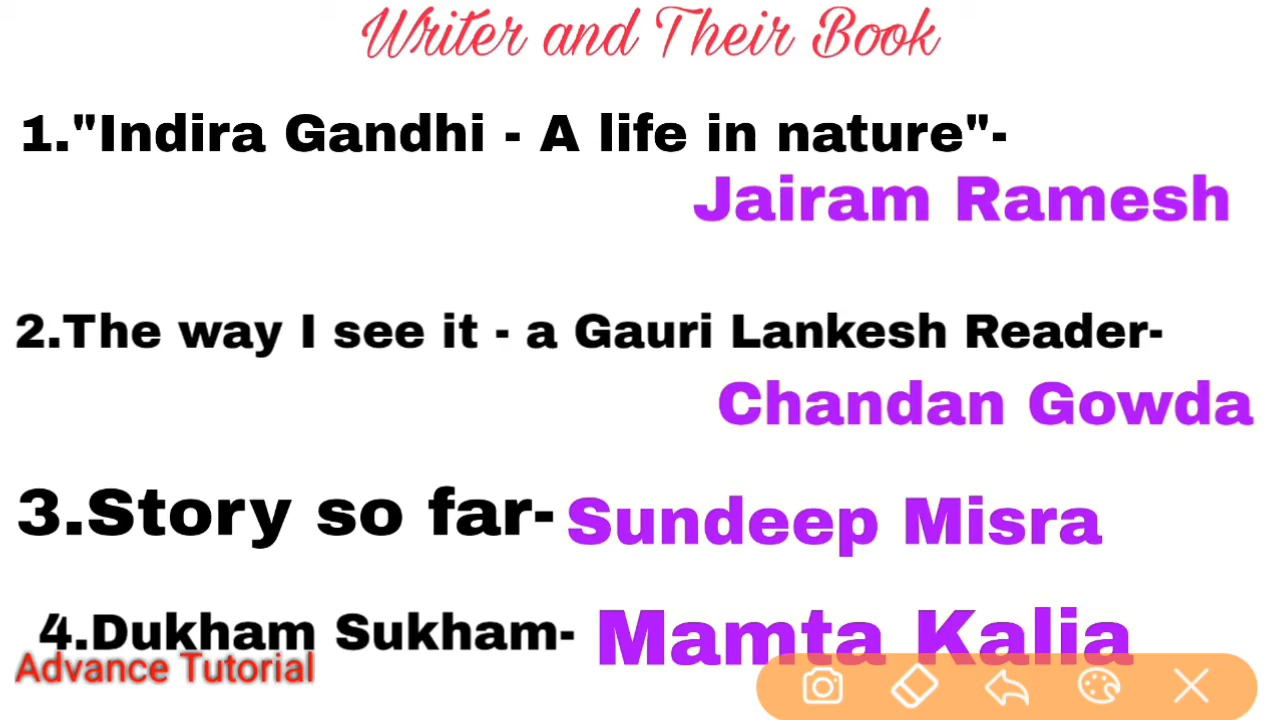 Writer and Their Book
1."Indira Gandhi - A life in nature"-
Jairam Ramesh
2.The way I see it - a Gauri Lankesh Reader-
Chandan Gowda
3.Story so far- Sundeep Misra
4.Dukham Sukham- Mamta Kalia
Advance Tutorial